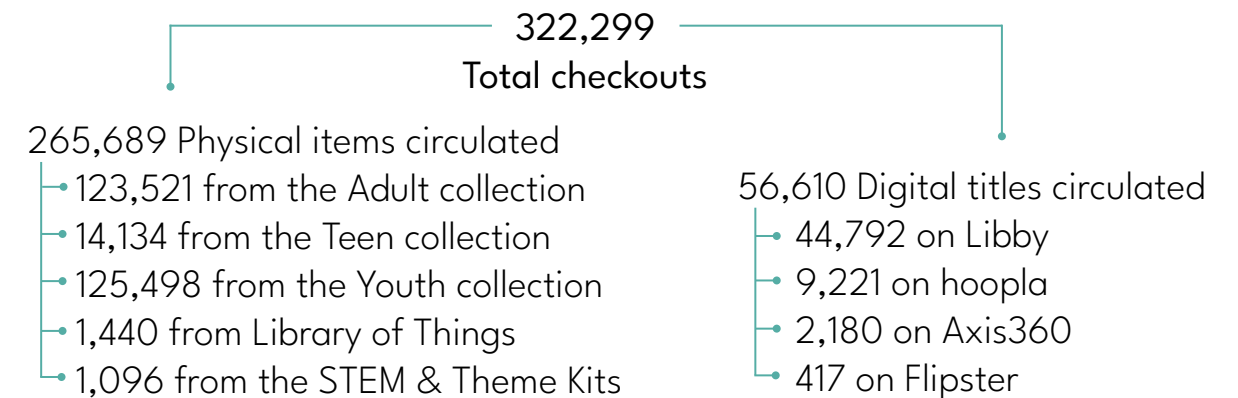 322,299
Total checkouts
265,689 Physical items circulated
123,521 from the Adult collection
14,134 from the Teen collection
125,498 from the Youth collection
1,440 from Library of Things
1,096 from the STEM & Theme Kits
56,610 Digital titles circulated
44,792 on Libby
9,221 on hoopla
2,180 on Axis360
417 on Flipster